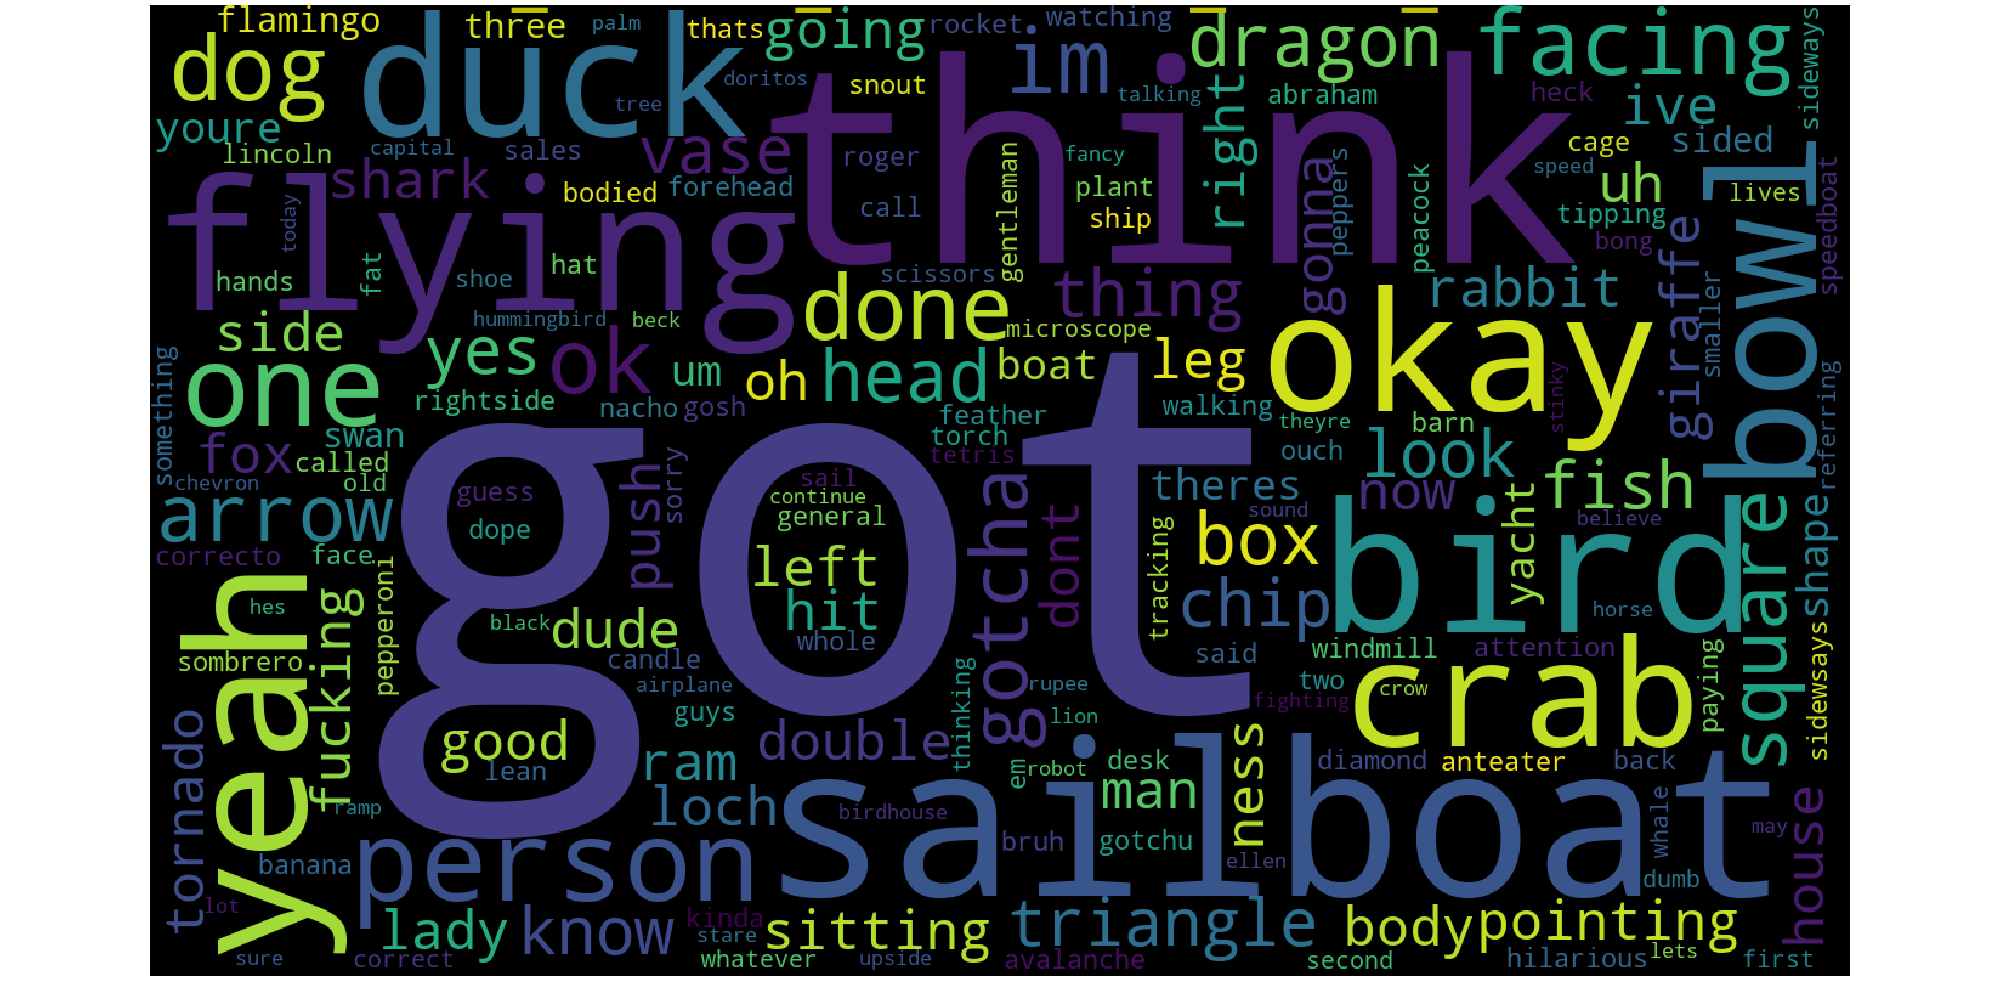 flamingo three palm thats going rocket watching
dog duck doritos snout im dragon facing sideways
tree talking abraham heck ive
youre think right
lincoln capital sales vase roger gentleman fancy cage sided
shark bodied forehead plant gonna peppers speed uh bowl lives
flying call ship peacock tipping speedboat
today bong giraffe
hands fat shoe hat scissors thing rabbit smaller
hummingbird beck done microscope okay
side yes ok um oh head boat leg
something one rightside nacho gosh feather walking theyre barn stinky referring
fox swan called torch tetris ouch look
chevron old guess push sorry sail continue theres now fish
arrow got dope general gotcha dont tracking box sound bird yacht believe square shape
correcto face left
pepperoni hes fucking black dude hit chip horse
yeah sombrero candle whole said windmill attention sidewsays
airplane thinking rupee two crab crow paying
tornado guys lion fighting
good double ness
lean ram em robot desk diamond anteater back
ramp loch birdhouse man sailboat whale house may
banana person bruh gotchu ellen dumb
lot lady know kinda sitting triangle body pointing
stare
sure correct whatever upside avalanche second hilarious lets first